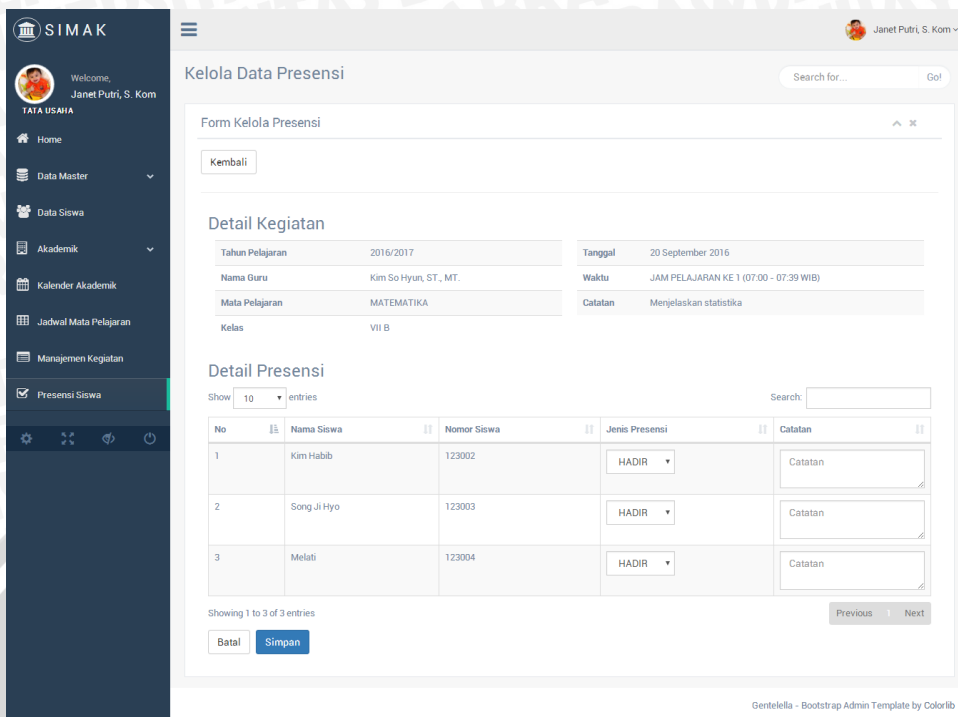 SIMAK
Janet Putri, S. Kom
Welcome,
Janet Putri, S. Kom
TATA USAHA
Home
Data Master
Data Siswa
Akademik
Kalender Akademik
Jadwal Mata Pelajaran
Manajemen Kegiatan
Presensi Siswa
Kelola Data Presensi
Search for... Go!
Form Kelola Presensi
Kembali
Detail Kegiatan
Tahun Pelajaran 2016/2017 Tanggal 20 September 2016
Nama Guru Kim So Hyun, ST., MT. Waktu JAM PELAJARAN KE 1 (07:00 - 07:39 WIB)
Mata Pelajaran MATEMATIKA Catatan Menjelaskan statistika
Kelas VII B
Detail Presensi
Show 10 entries Search:
No Nama Siswa Nomor Siswa Jenis Presensi Catatan
1 Kim Habib 123002 HADIR Catatan
2 Song Ji Hyo 123003 HADIR Catatan
3 Melati 123004 HADIR Catatan
Showing 1 to 3 of 3 entries Previous 1 Next
Batal Simpan
Gentelella - Bootstrap Admin Template by Colorlib